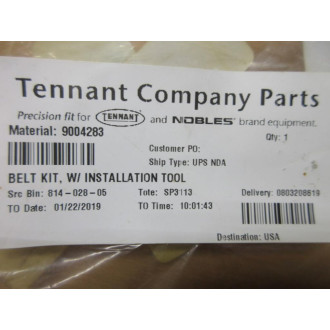 Tennant Company Parts
Precision fit for TENNANT and NOBLES® brand equipment.
Material: 9004283
Qty: 1
Customer PO:
Ship Type: UPS NDA
BELT KIT, W/ INSTALLATION TOOL
Src Bin: 814-028-05 Tote: SP3113 Delivery: 0803208819
TO Date: 01/22/2019 TO Time: 10:01:43
Destination: USA